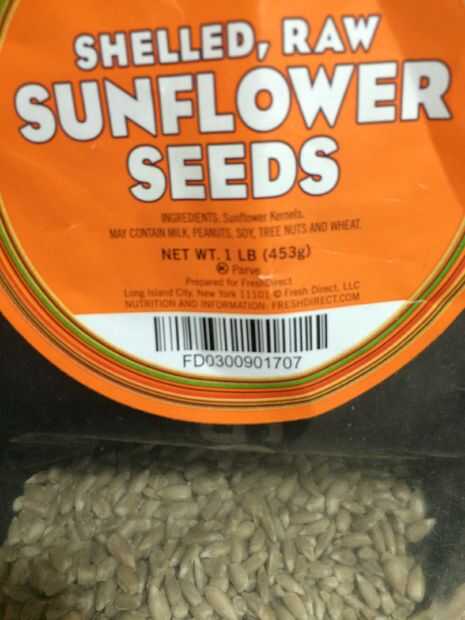 SHELLED, RAW
SUNFLOWER
SEEDS
INGREDIENTS: Sunflower Kernels.
MAY CONTAIN MILK, PEANUTS, SOY, TREE NUTS AND WHEAT.
NET WT. 1 LB (453g)
Parve
Prepared for FreshDirect
Long Island City, New York 11101 © Fresh Direct, LLC
NUTRITION AND INFORMATION: FRESHDIRECT.COM
FD0300901707